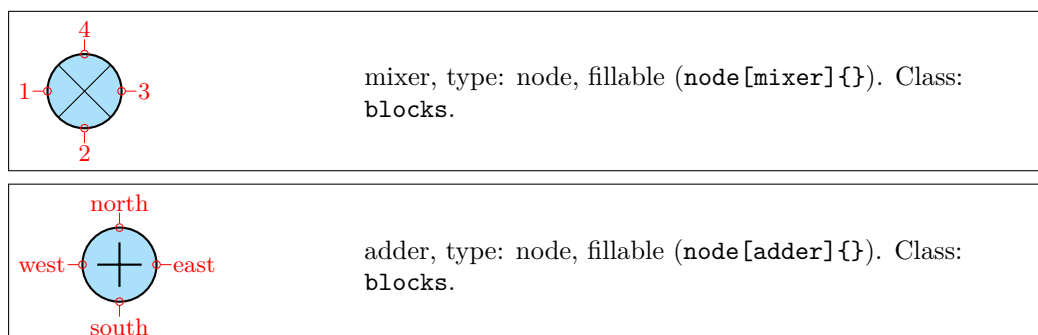 4
1
3
2
mixer, type: node, fillable (node[mixer]{}). Class:
blocks.
north
west
east
south
adder, type: node, fillable (node[adder]{}). Class:
blocks.